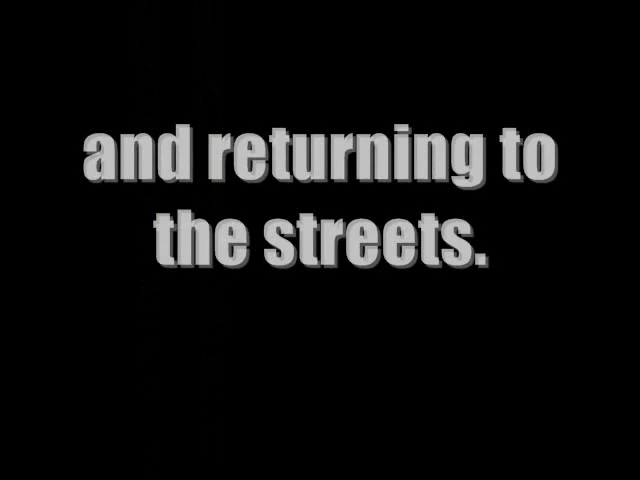 and returning to
the streets.